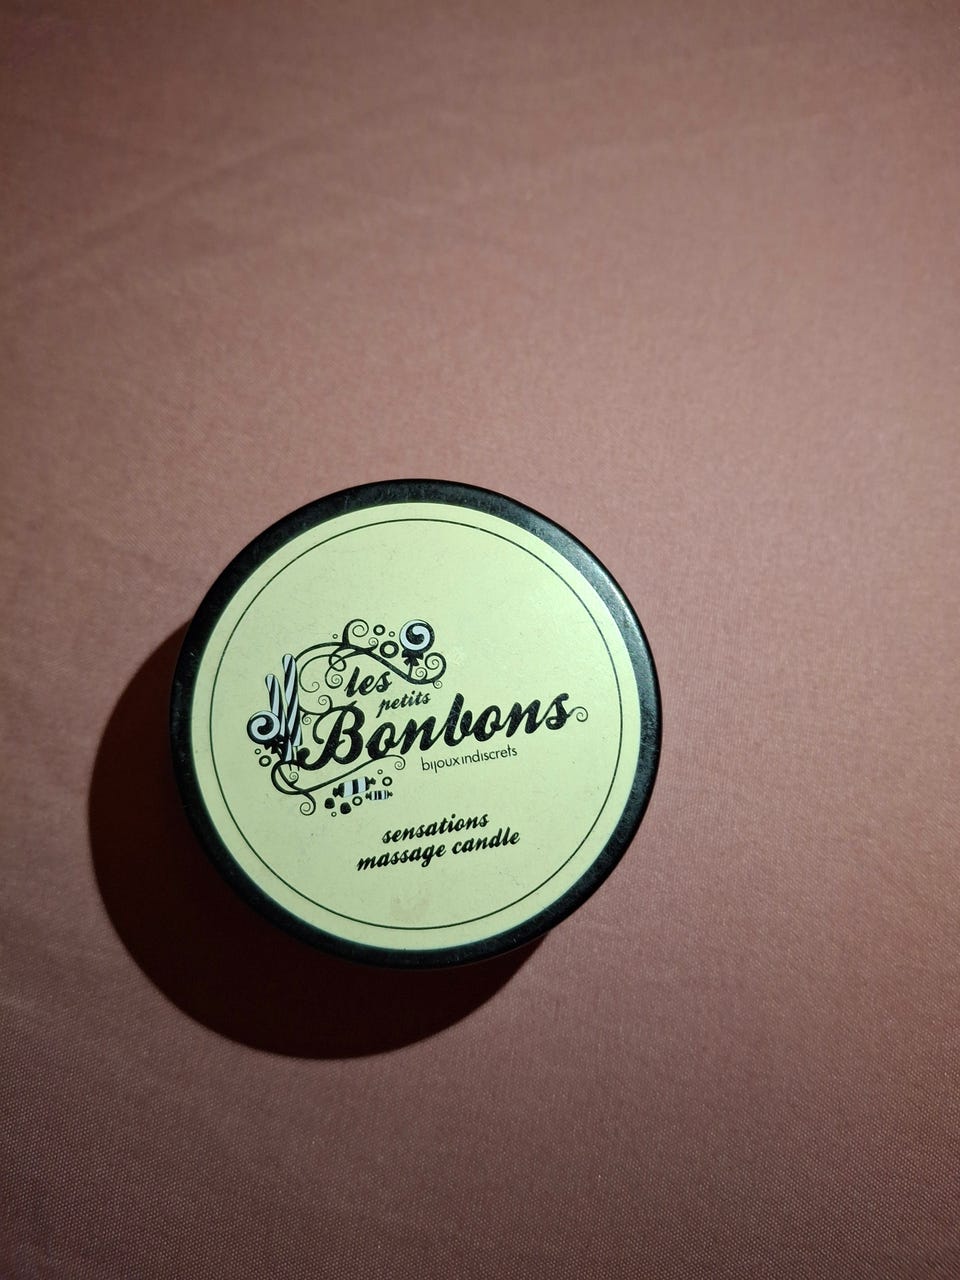 les
petits
Bonbons
bijoux indiscrets
sensations
massage candle